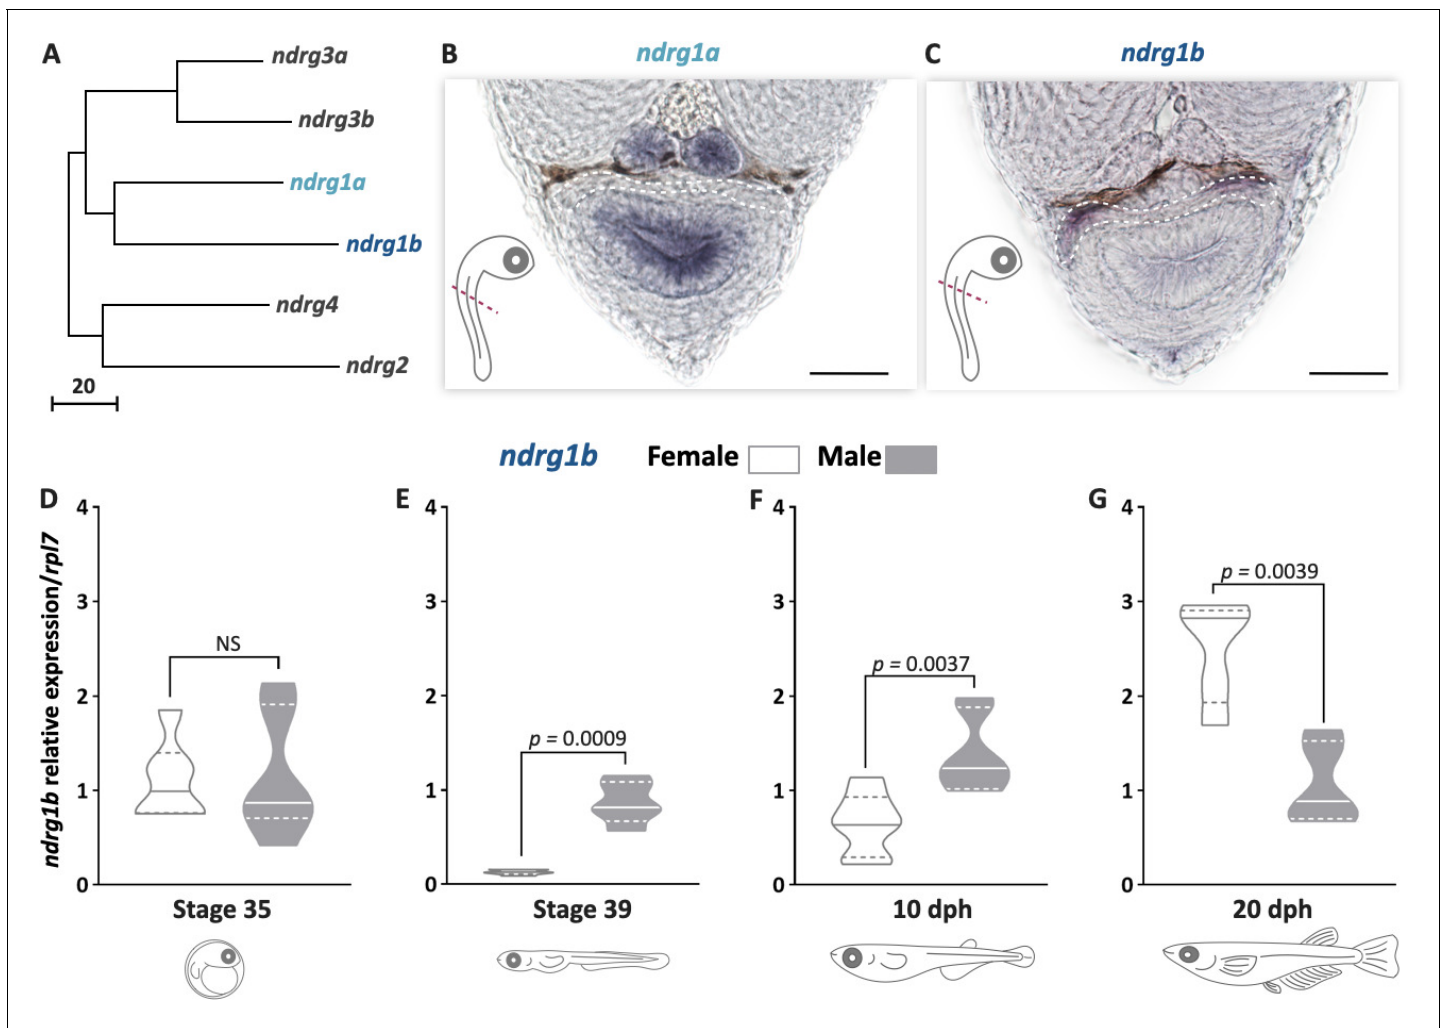 A
ndrg3a
ndrg3b
ndrg1a
ndrg1b
ndrg4
ndrg2
20
B
ndrg1a
C
ndrg1b
ndrg1b Female Male
ndrg1b relative expression/rpl7
D
4
3
2
1
0
NS
Stage 35
E
4
3
2
1
0
p = 0.0009
Stage 39
F
4
3
2
1
0
p = 0.0037
10 dph
G
4
3
2
1
0
p = 0.0039
20 dph